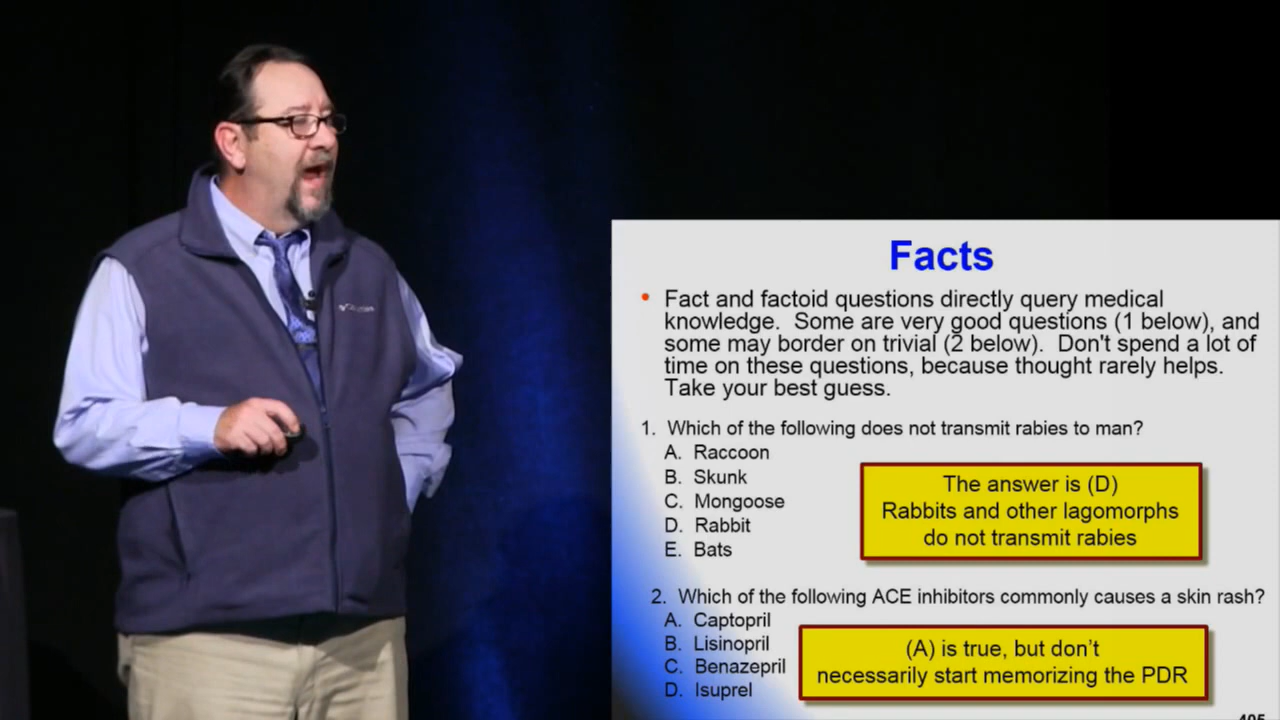 Facts
• Fact and factoid questions directly query medical
knowledge. Some are very good questions (1 below), and
some may border on trivial (2 below). Don't spend a lot of
time on these questions, because thought rarely helps.
Take your best guess.
1. Which of the following does not transmit rabies to man?
A. Raccoon
B. Skunk
C. Mongoose
D. Rabbit
E. Bats
The answer is (D)
Rabbits and other lagomorphs
do not transmit rabies
2. Which of the following ACE inhibitors commonly causes a skin rash?
A. Captopril
B. Lisinopril
C. Benazepril
D. Isuprel
(A) is true, but don’t
necessarily start memorizing the PDR